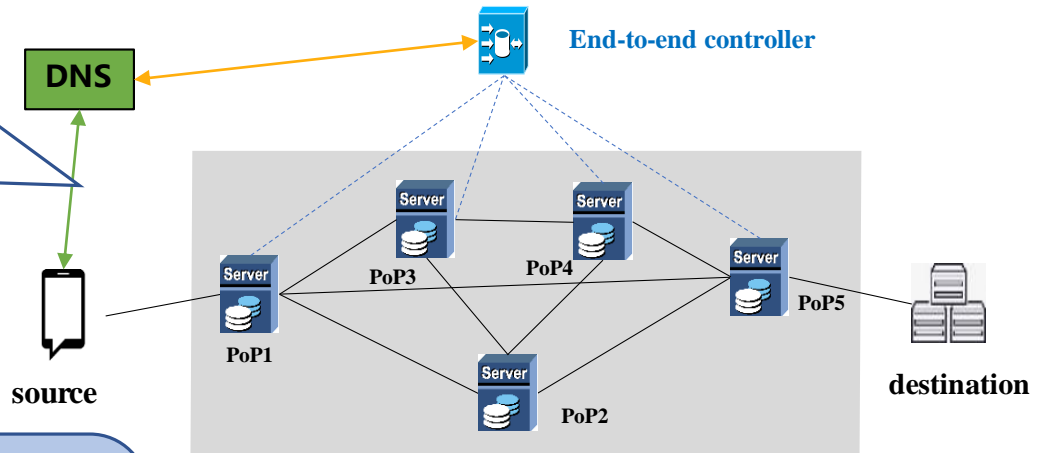 End-to-end controller
DNS
Server
Server
PoP3
PoP4
Server
Server
PoP5
PoP1
Server
PoP2
source
destination